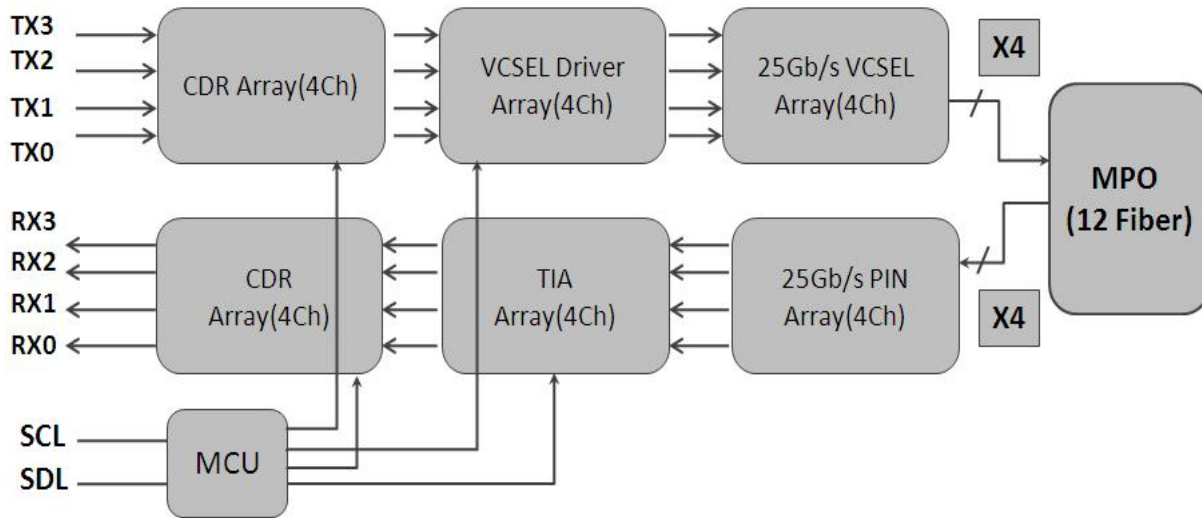 TX3
TX2
TX1
TX0
CDR Array(4Ch)
VCSEL Driver
Array(4Ch)
25Gb/s VCSEL
Array(4Ch)
X4
MPO
(12 Fiber)
RX3
RX2
RX1
RX0
CDR
Array(4Ch)
TIA
Array(4Ch)
25Gb/s PIN
Array(4Ch)
X4
SCL
SDL
MCU